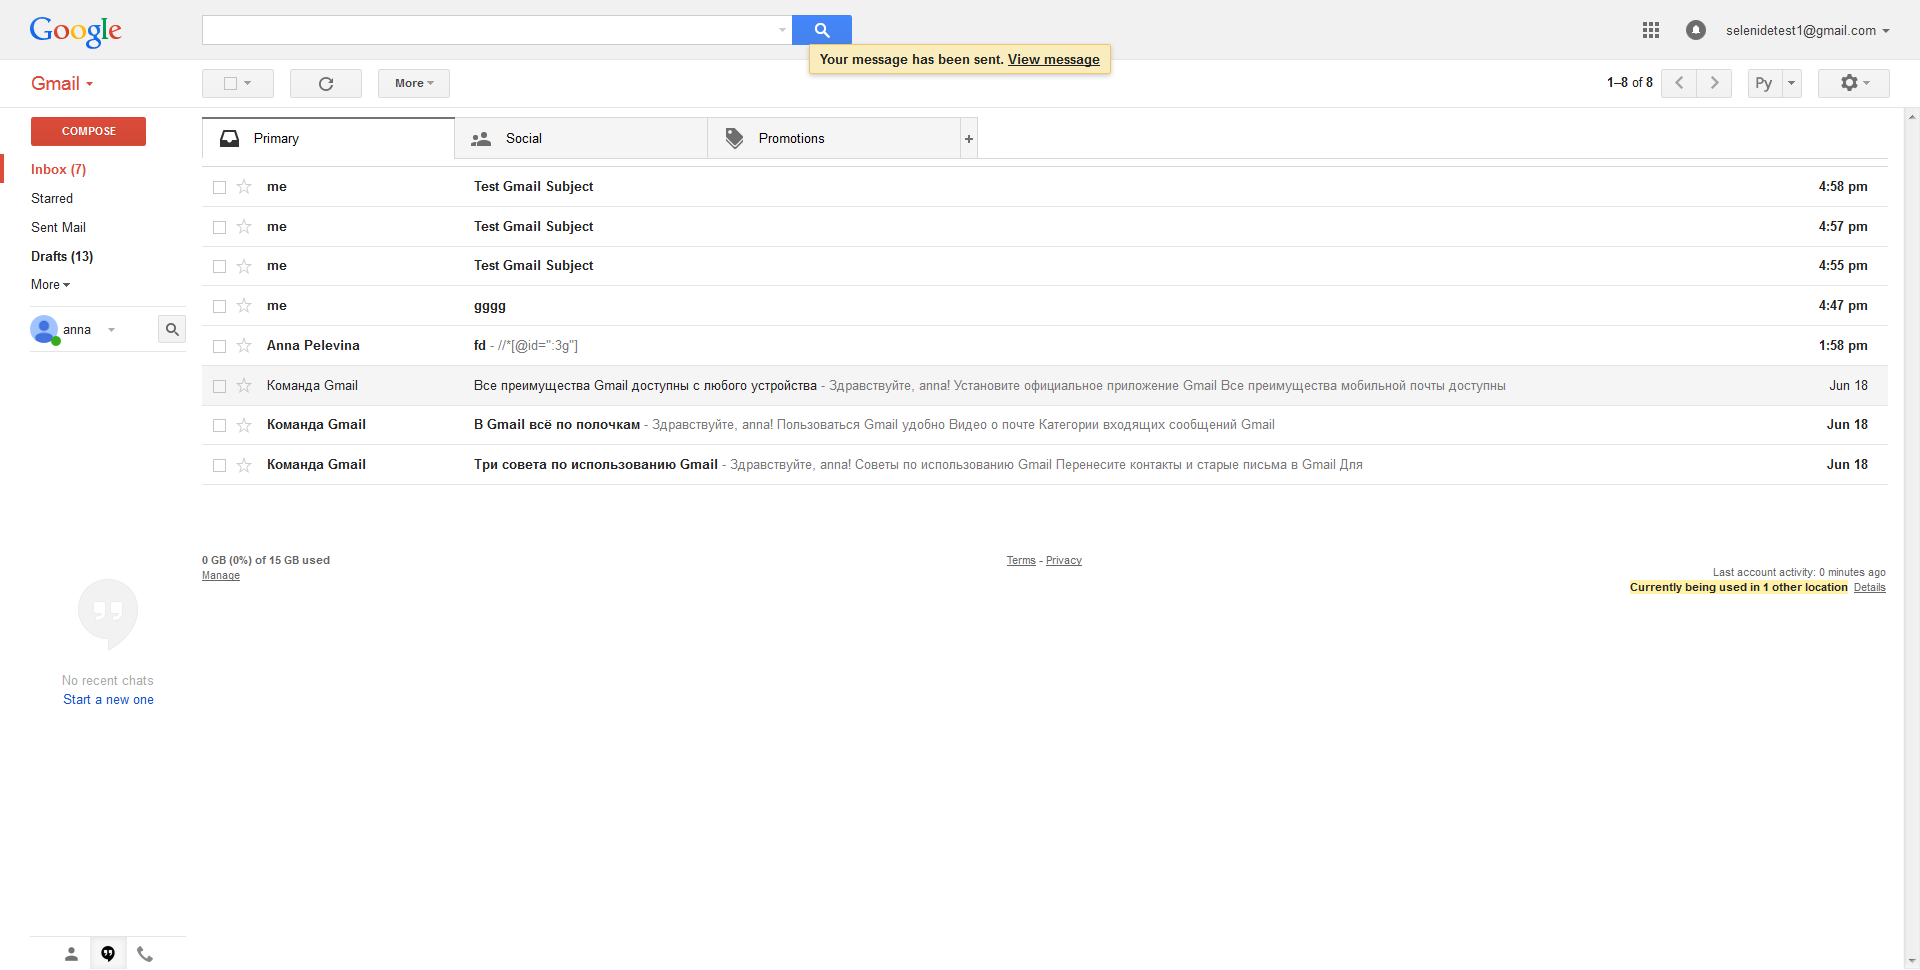 Google
Your message has been sent. View message
selenidetest1@gmail.com
Gmail
More
1–8 of 8
Ру
COMPOSE
Primary
Social
Promotions
+
Inbox (7)
Starred
Sent Mail
Drafts (13)
More
anna
me Test Gmail Subject 4:58 pm
me Test Gmail Subject 4:57 pm
me Test Gmail Subject 4:55 pm
me gggg 4:47 pm
Anna Pelevina fd - //*[@id=":3g"] 1:58 pm
Команда Gmail Все преимущества Gmail доступны с любого устройства - Здравствуйте, anna! Установите официальное приложение Gmail Все преимущества мобильной почты доступны Jun 18
Команда Gmail В Gmail всё по полочкам - Здравствуйте, anna! Пользоваться Gmail удобно Видео о почте Категории входящих сообщений Gmail Jun 18
Команда Gmail Три совета по использованию Gmail - Здравствуйте, anna! Советы по использованию Gmail Перенесите контакты и старые письма в Gmail Для Jun 18
0 GB (0%) of 15 GB used
Manage
Terms - Privacy
Last account activity: 0 minutes ago
Currently being used in 1 other location Details
No recent chats
Start a new one